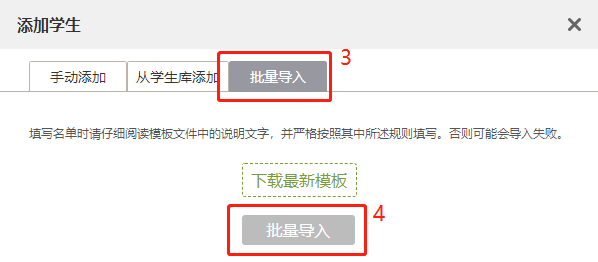 添加学生
3
手动添加 从学生库添加 批量导入
填写名单时请仔细阅读模板文件中的说明文字，并严格按照其中所述规则填写。否则可能会导入失败。
下载最新模板
4
批量导入